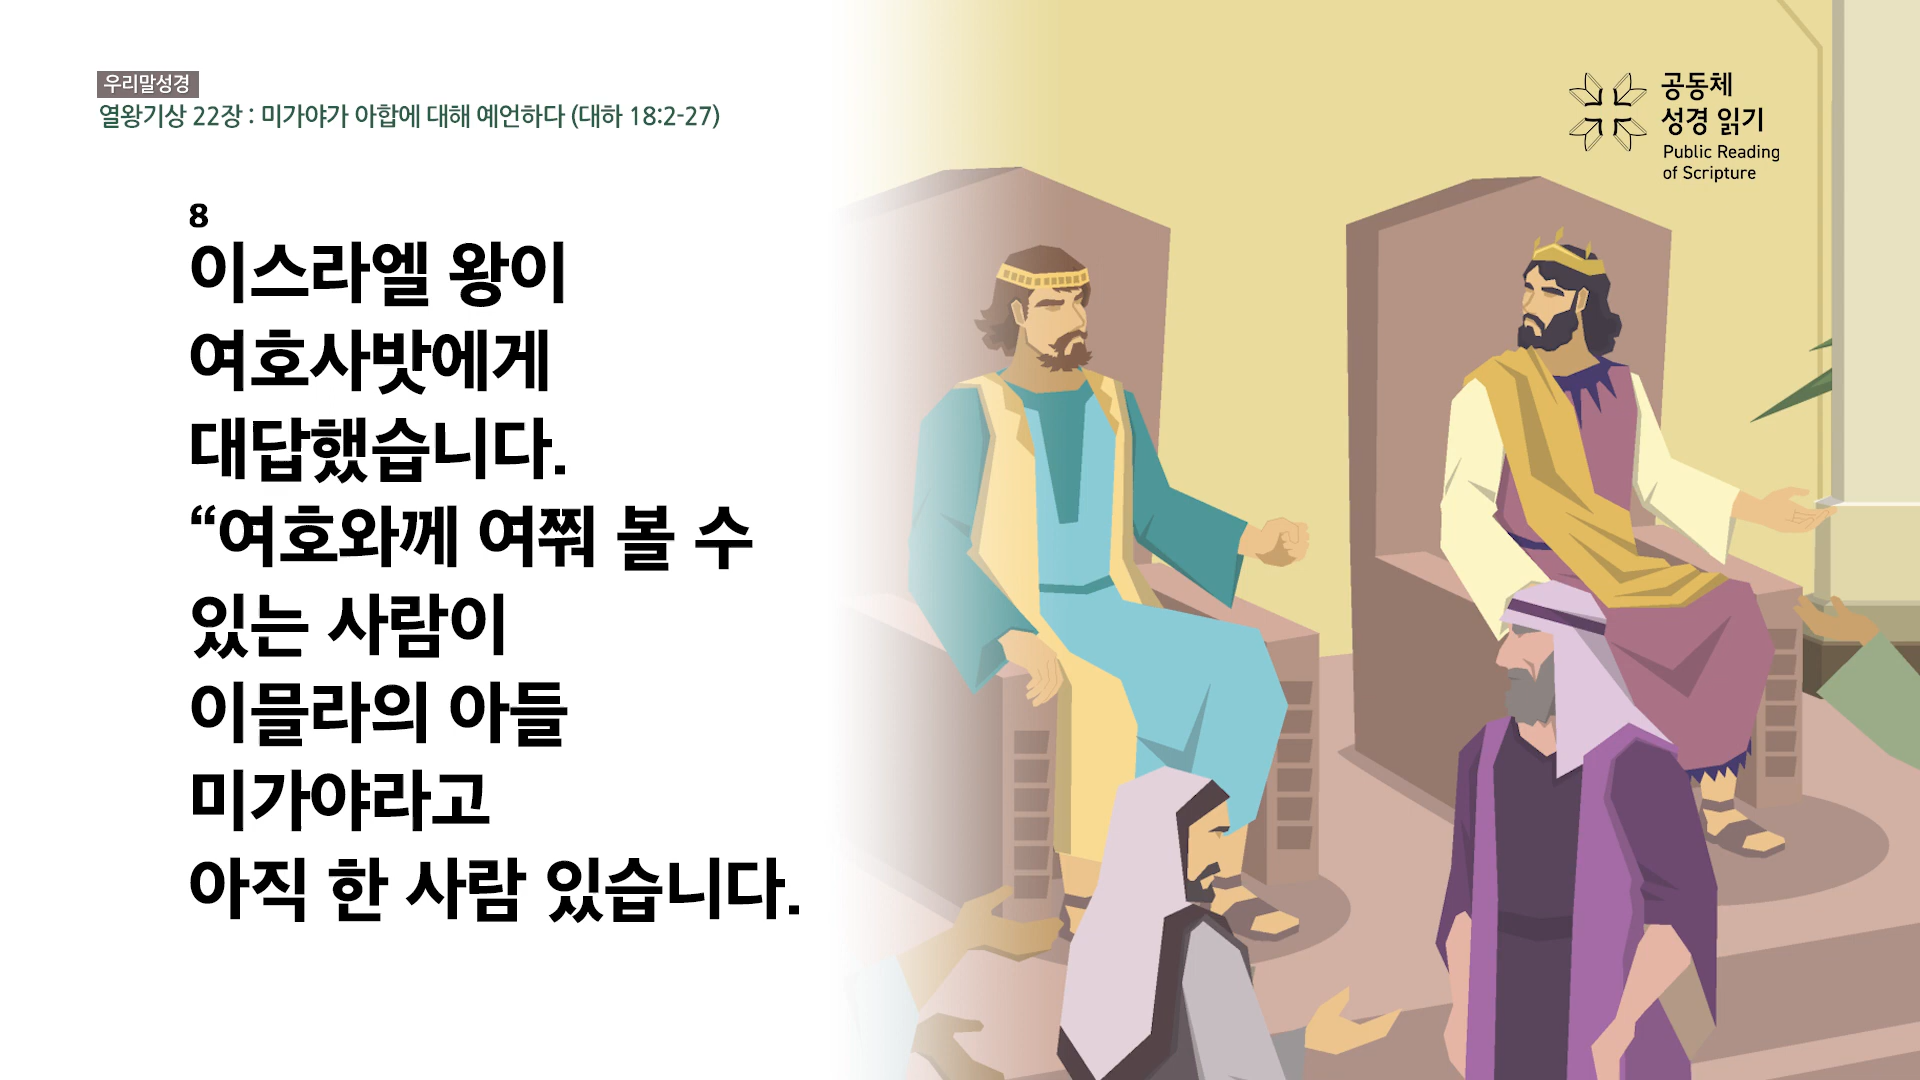 우리말성경
열왕기상 22장 : 미가야가 아합에 대해 예언하다 (대하 18:2-27)
공동체
성경 읽기
Public Reading
of Scripture
8
이스라엘 왕이
여호사밧에게
대답했습니다.
“여호와께 여쭤 볼 수
있는 사람이
이믈라의 아들
미가야라고
아직 한 사람 있습니다.